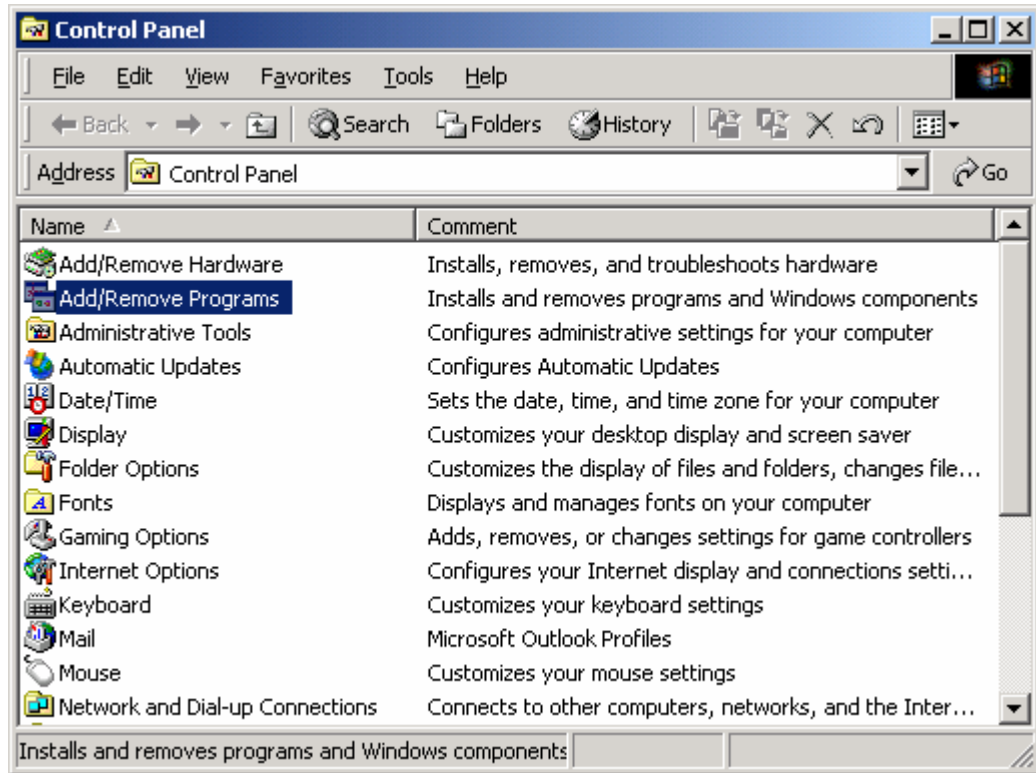 Control Panel
File Edit View Favorites Tools Help
Back Search Folders History
Address Control Panel Go
Name Comment
Add/Remove Hardware Installs, removes, and troubleshoots hardware
Add/Remove Programs Installs and removes programs and Windows components
Administrative Tools Configures administrative settings for your computer
Automatic Updates Configures Automatic Updates
Date/Time Sets the date, time, and time zone for your computer
Display Customizes your desktop display and screen saver
Folder Options Customizes the display of files and folders, changes file...
Fonts Displays and manages fonts on your computer
Gaming Options Adds, removes, or changes settings for game controllers
Internet Options Configures your Internet display and connections setti...
Keyboard Customizes your keyboard settings
Mail Microsoft Outlook Profiles
Mouse Customizes your mouse settings
Network and Dial-up Connections Connects to other computers, networks, and the Inter...
Installs and removes programs and Windows components